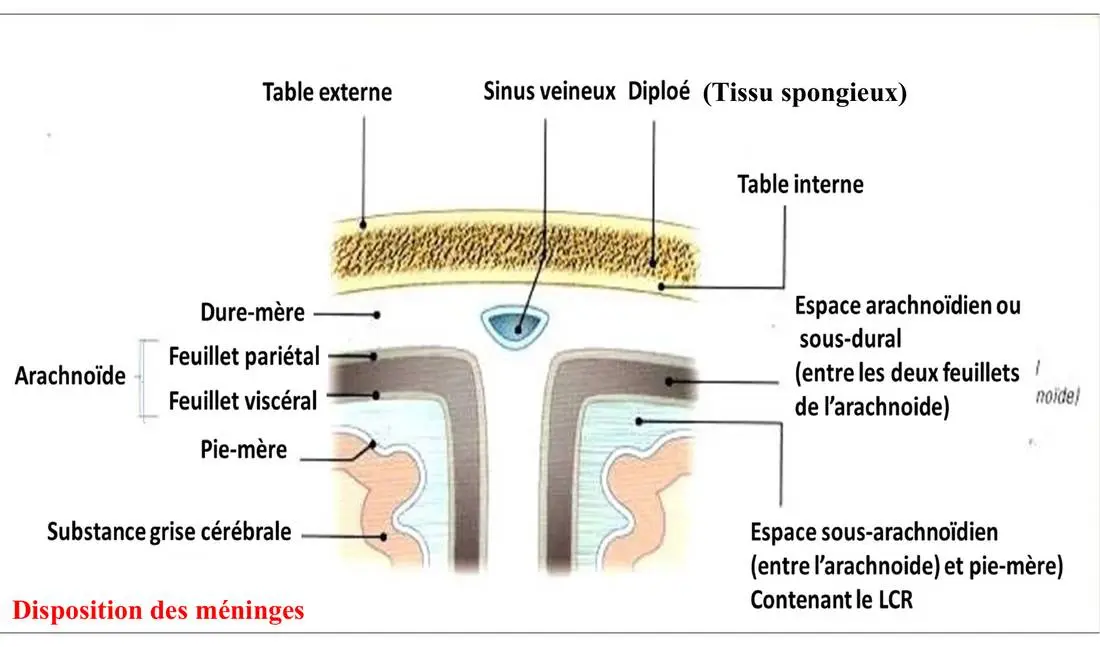 Table externe
Sinus veineux
Diploé (Tissu spongieux)
Table interne
Dure-mère
Arachnoïde
Feuillet pariétal
Feuillet viscéral
Pie-mère
Substance grise cérébrale
Espace arachnoïdien ou
sous-dural
(entre les deux feuillets
de l’arachnoide)
noïde)
Espace sous-arachnoïdien
(entre l’arachnoide) et pie-mère)
Contenant le LCR
Disposition des méninges